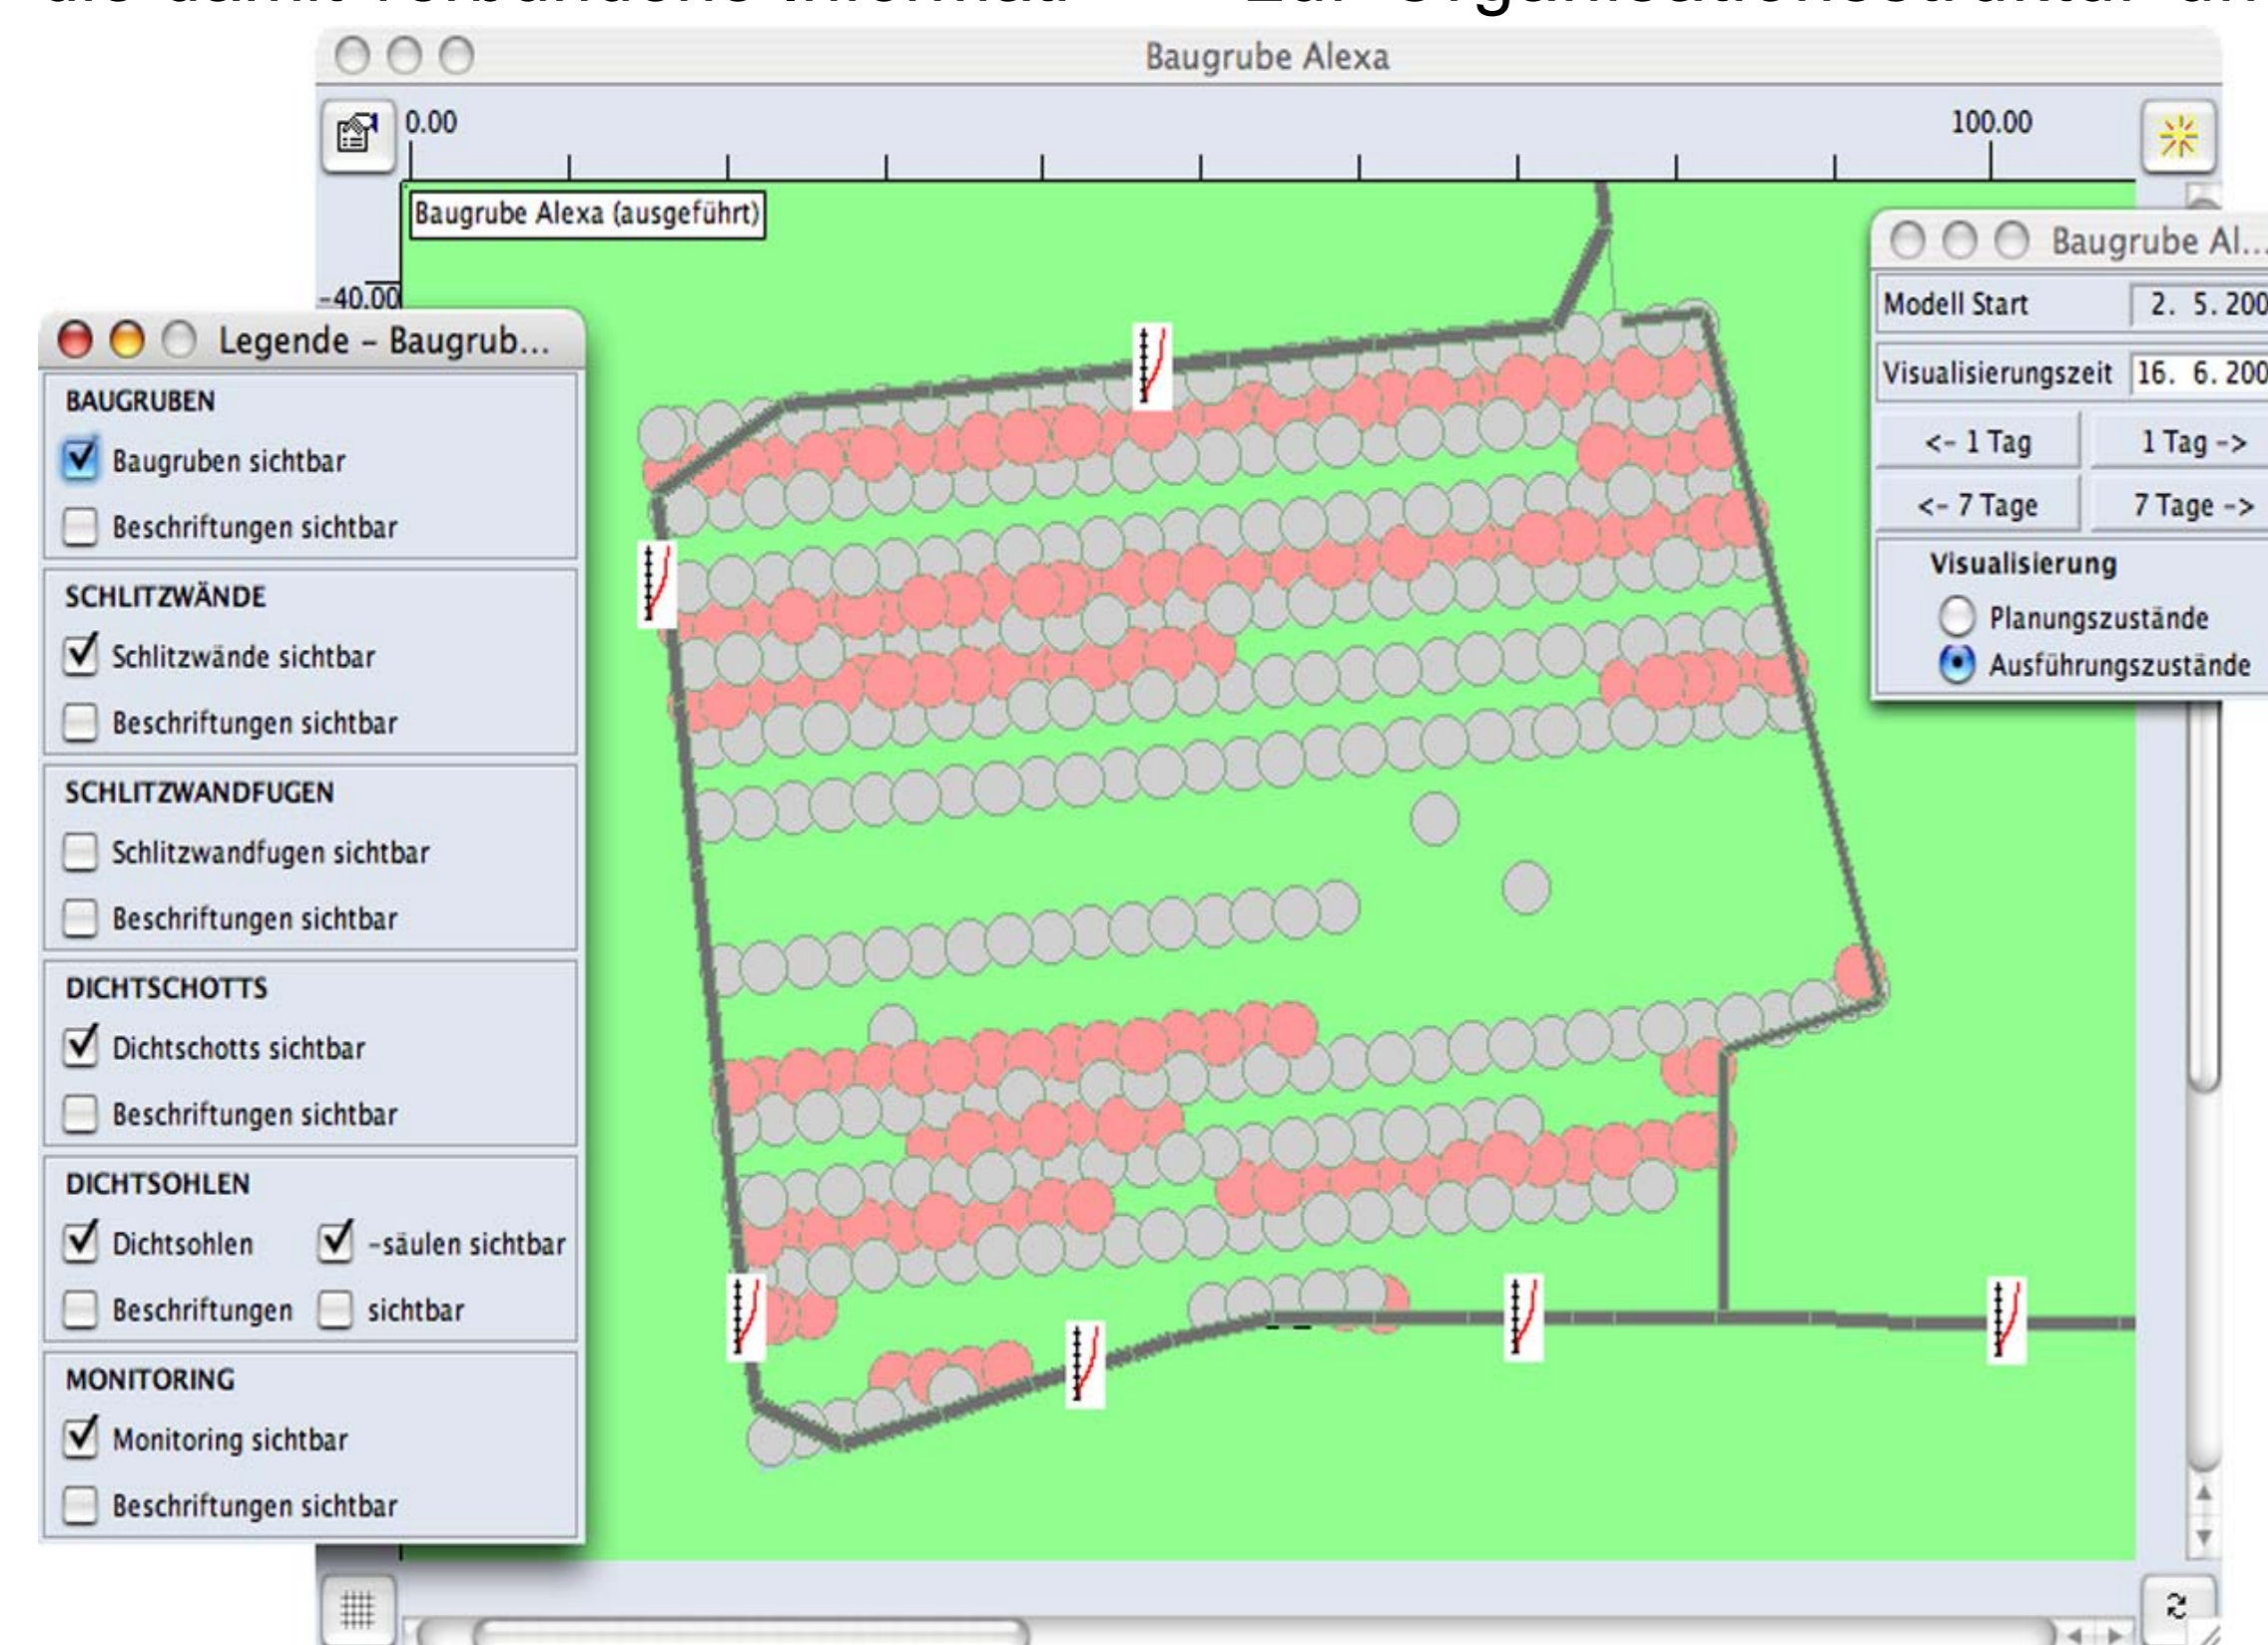 Baugrube Alexa
0.00
100.00
Baugrube Alexa (ausgeführt)
-40.00
Legende – Baugrub...
BAUGRUBEN
Baugruben sichtbar
Beschriftungen sichtbar
SCHLITZWÄNDE
Schlitzwände sichtbar
Beschriftungen sichtbar
SCHLITZWANDFUGEN
Schlitzwandfugen sichtbar
Beschriftungen sichtbar
DICHTSCHOTTS
Dichtschotts sichtbar
Beschriftungen sichtbar
DICHTSOHLEN
Dichtsohlen -säulen sichtbar
Beschriftungen sichtbar
MONITORING
Monitoring sichtbar
Beschriftungen sichtbar
Baugrube Al...
Modell Start 2. 5. 200
Visualisierungszeit 16. 6. 200
<- 1 Tag 1 Tag ->
<- 7 Tage 7 Tage ->
Visualisierung
Planungszustände
Ausführungszustände